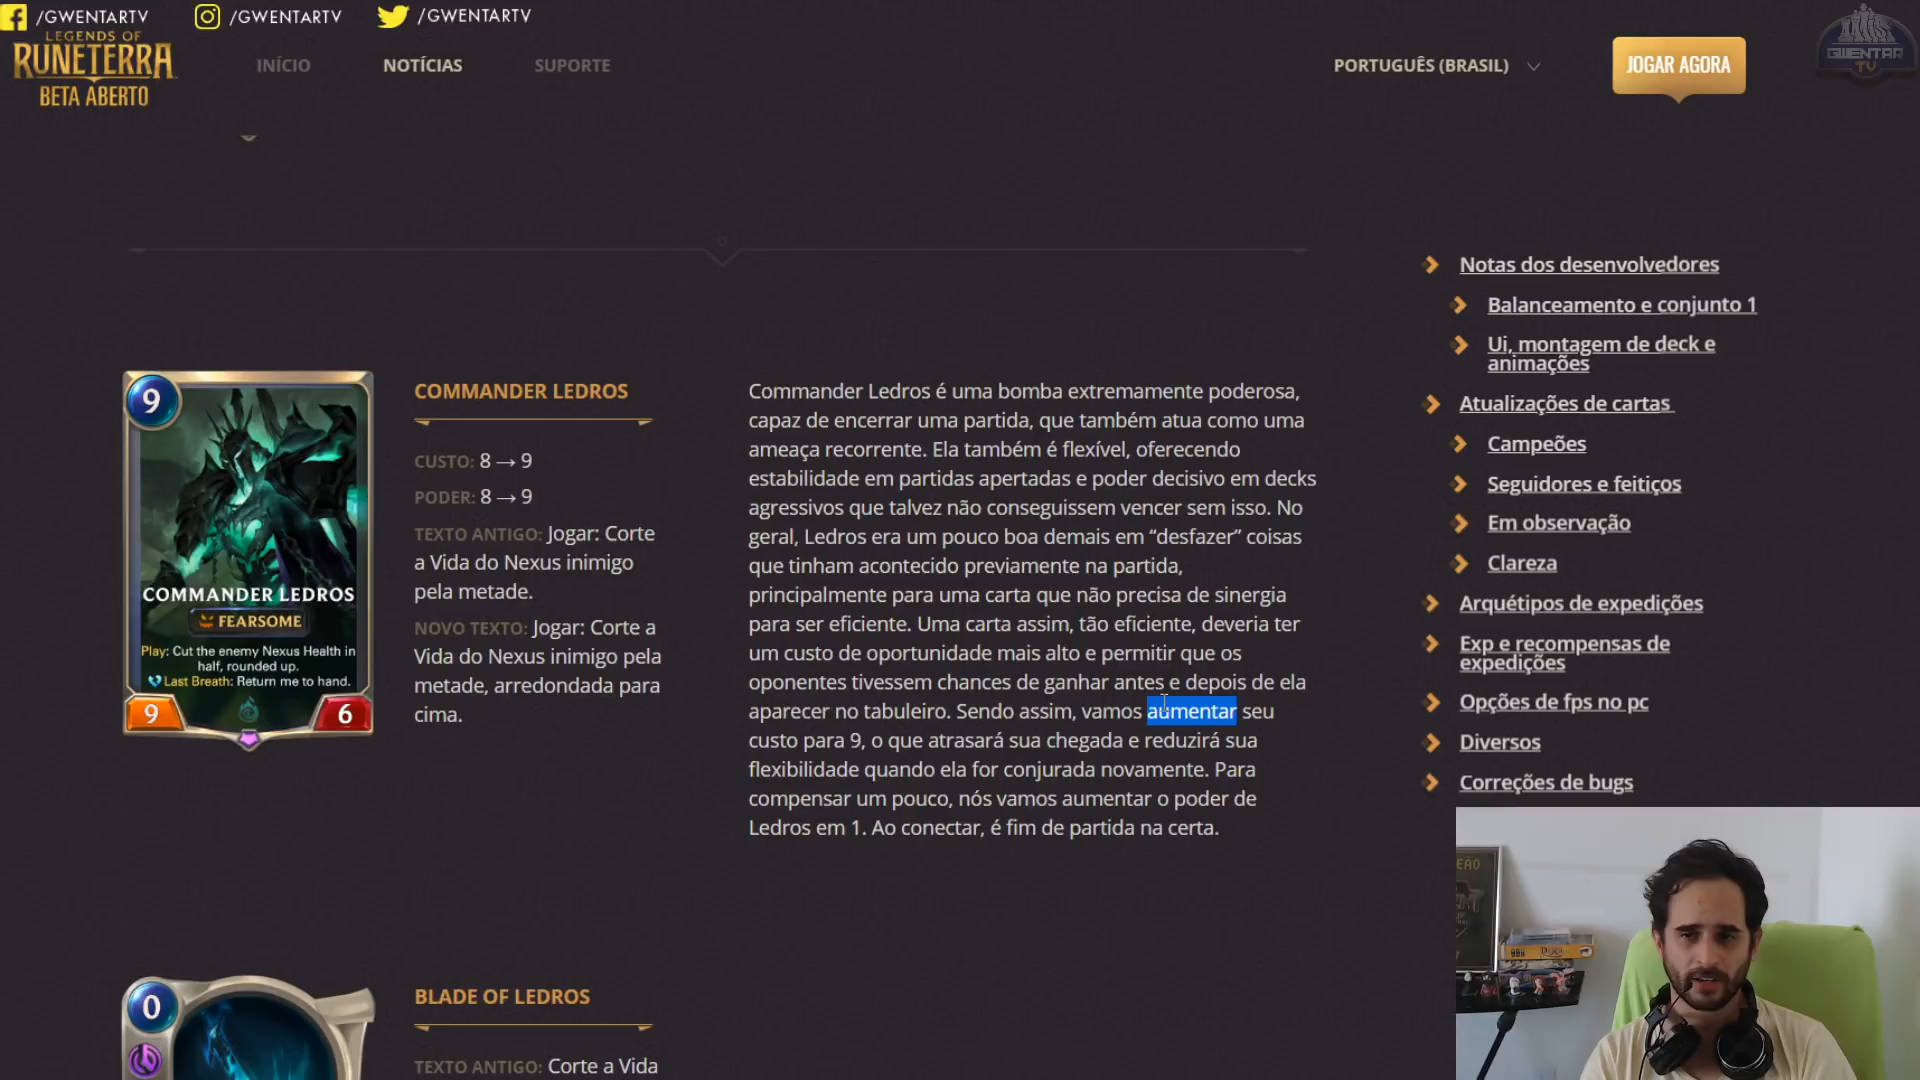 /GWENTARTV
/GWENTARTV
/GWENTARTV
LEGENDS OF
RUNETERRA
BETA ABERTO
INÍCIO
NOTÍCIAS
SUPORTE
PORTUGUÊS (BRASIL)
JOGAR AGORA
GWENTAR
TV
9
COMMANDER LEDROS
FEARSOME
Play: Cut the enemy Nexus Health in
half, rounded up.
Last Breath: Return me to hand.
9
6
COMMANDER LEDROS
CUSTO: 8 → 9
PODER: 8 → 9
TEXTO ANTIGO: Jogar: Corte
a Vida do Nexus inimigo
pela metade.
NOVO TEXTO: Jogar: Corte a
Vida do Nexus inimigo pela
metade, arredondada para
cima.
Commander Ledros é uma bomba extremamente poderosa,
capaz de encerrar uma partida, que também atua como uma
ameaça recorrente. Ela também é flexível, oferecendo
estabilidade em partidas apertadas e poder decisivo em decks
agressivos que talvez não conseguissem vencer sem isso. No
geral, Ledros era um pouco boa demais em “desfazer” coisas
que tinham acontecido previamente na partida,
principalmente para uma carta que não precisa de sinergia
para ser eficiente. Uma carta assim, tão eficiente, deveria ter
um custo de oportunidade mais alto e permitir que os
oponentes tivessem chances de ganhar antes e depois de ela
aparecer no tabuleiro. Sendo assim, vamos aumentar seu
custo para 9, o que atrasará sua chegada e reduzirá sua
flexibilidade quando ela for conjurada novamente. Para
compensar um pouco, nós vamos aumentar o poder de
Ledros em 1. Ao conectar, é fim de partida na certa.
Notas dos desenvolvedores
Balanceamento e conjunto 1
Ui, montagem de deck e
animações
Atualizações de cartas
Campeões
Seguidores e feitiços
Em observação
Clareza
Arquétipos de expedições
Exp e recompensas de
expedições
Opções de fps no pc
Diversos
Correções de bugs
0
BLADE OF LEDROS
TEXTO ANTIGO: Corte a Vida